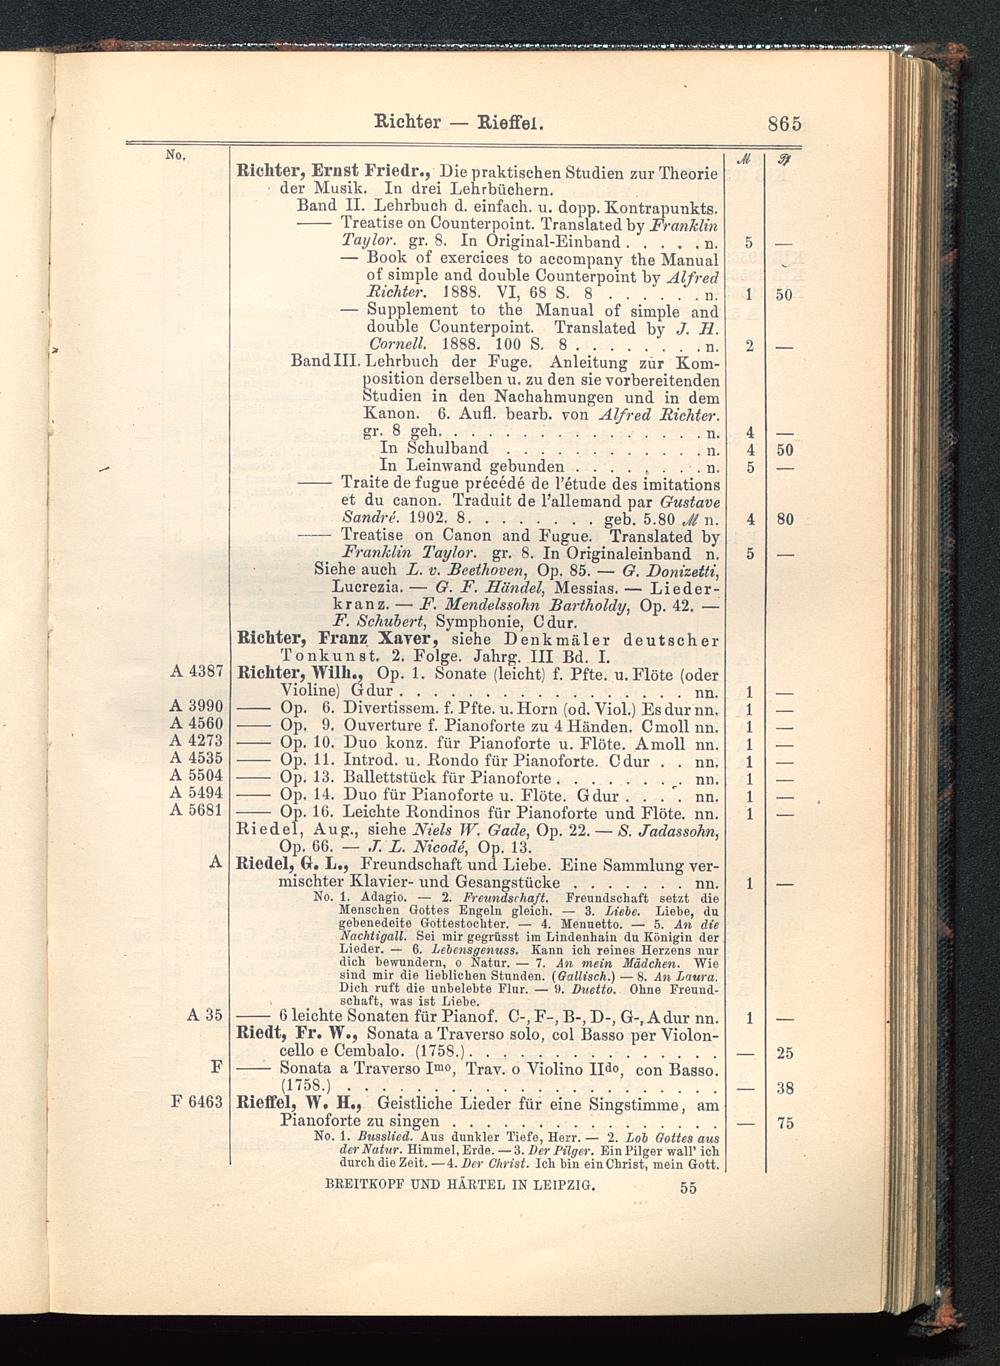 Richter — Rieffel. 865
No. ℳ ₰
Richter, Ernst Friedr., Die praktischen Studien zur Theorie
der Musik. In drei Lehrbüchern.
Band II. Lehrbuch d. einfach. u. dopp. Kontrapunkts.
—— Treatise on Counterpoint. Translated by Franklin
Taylor. gr. 8. In Original-Einband . . . . . n. 5 —
— Book of exercices to accompany the Manual
of simple and double Counterpoint by Alfred
Richter. 1888. VI, 68 S. 8 . . . . . . . n. 1 50
— Supplement to the Manual of simple and
double Counterpoint. Translated by J. H.
Cornell. 1888. 100 S. 8 . . . . . . . . n. 2 —
Band III. Lehrbuch der Fuge. Anleitung zur Kom-
position derselben u. zu den sie vorbereitenden
Studien in den Nachahmungen und in dem
Kanon. 6. Aufl. bearb. von Alfred Richter.
gr. 8 geh. . . . . . . . . . . . . . . . . n. 4 —
In Schulband . . . . . . . . . . . . n. 4 50
In Leinwand gebunden . . . . . . . . n. 5 —
—— Traite de fugue précédé de l'étude des imitations
et du canon. Traduit de l'allemand par Gustave
Sandré. 1902. 8. . . . . . . . . geb. 5.80 ℳ n. 4 80
—— Treatise on Canon and Fugue. Translated by
Franklin Taylor. gr. 8. In Originaleinband n. 5 —
Siehe auch L. v. Beethoven, Op. 85. — G. Donizetti,
Lucrezia. — G. F. Händel, Messias. — Lieder-
kranz. — F. Mendelssohn Bartholdy, Op. 42. —
F. Schubert, Symphonie, C dur.
Richter, Franz Xaver, siehe Denkmäler deutscher
Tonkunst. 2. Folge. Jahrg. III Bd. I.
A 4387 Richter, Wilh., Op. 1. Sonate (leicht) f. Pfte. u. Flöte (oder
Violine) G dur . . . . . . . . . . . . . . . . . nn. 1 —
A 3990 —— Op. 6. Divertissem. f. Pfte. u. Horn (od. Viol.) Es dur nn. 1 —
A 4560 —— Op. 9. Ouverture f. Pianoforte zu 4 Händen. C moll nn. 1 —
A 4273 —— Op. 10. Duo konz. für Pianoforte u. Flöte. A moll nn. 1 —
A 4535 —— Op. 11. Introd. u. Rondo für Pianoforte. C dur . . nn. 1 —
A 5504 —— Op. 13. Ballettstück für Pianoforte . . . . . . . . nn. 1 —
A 5494 —— Op. 14. Duo für Pianoforte u. Flöte. G dur . . . . nn. 1 —
A 5681 —— Op. 16. Leichte Rondinos für Pianoforte und Flöte. nn. 1 —
Riedel, Aug., siehe Niels W. Gade, Op. 22. — S. Jadassohn,
Op. 66. — J. L. Nicodé, Op. 13.
A Riedel, G. L., Freundschaft und Liebe. Eine Sammlung ver-
mischter Klavier- und Gesangstücke . . . . . . . nn. 1 —
No. 1. Adagio. — 2. Freundschaft. Freundschaft setzt die
Menschen Gottes Engeln gleich. — 3. Liebe. Liebe, du
gebenedeite Gottestochter. — 4. Menuetto. — 5. An die
Nachtigall. Sei mir gegrüsst im Lindenhain du Königin der
Lieder. — 6. Lebensgenuss. Kann ich reines Herzens nur
dich bewundern, o Natur. — 7. An mein Mädchen. Wie
sind mir die lieblichen Stunden. (Gallisch.) — 8. An Laura.
Dich ruft die unbelebte Flur. — 9. Duetto. Ohne Freund-
schaft, was ist Liebe.
A 35 —— 6 leichte Sonaten für Pianof. C-, F-, B-, D-, G-, A dur nn. 1 —
Riedt, Fr. W., Sonata a Traverso solo, col Basso per Violon-
cello e Cembalo. (1758.) . . . . . . . . . . . . . . . — 25
F —— Sonata a Traverso Imo, Trav. o Violino IIdo, con Basso.
(1758.) . . . . . . . . . . . . . . . . . . . . . . — 38
F 6463 Rieffel, W. H., Geistliche Lieder für eine Singstimme, am
Pianoforte zu singen . . . . . . . . . . . . . . . . — 75
No. 1. Busslied. Aus dunkler Tiefe, Herr. — 2. Lob Gottes aus
der Natur. Himmel, Erde. — 3. Der Pilger. Ein Pilger wall' ich
durch die Zeit. — 4. Der Christ. Ich bin ein Christ, mein Gott.
BREITKOPF UND HÄRTEL IN LEIPZIG. 55